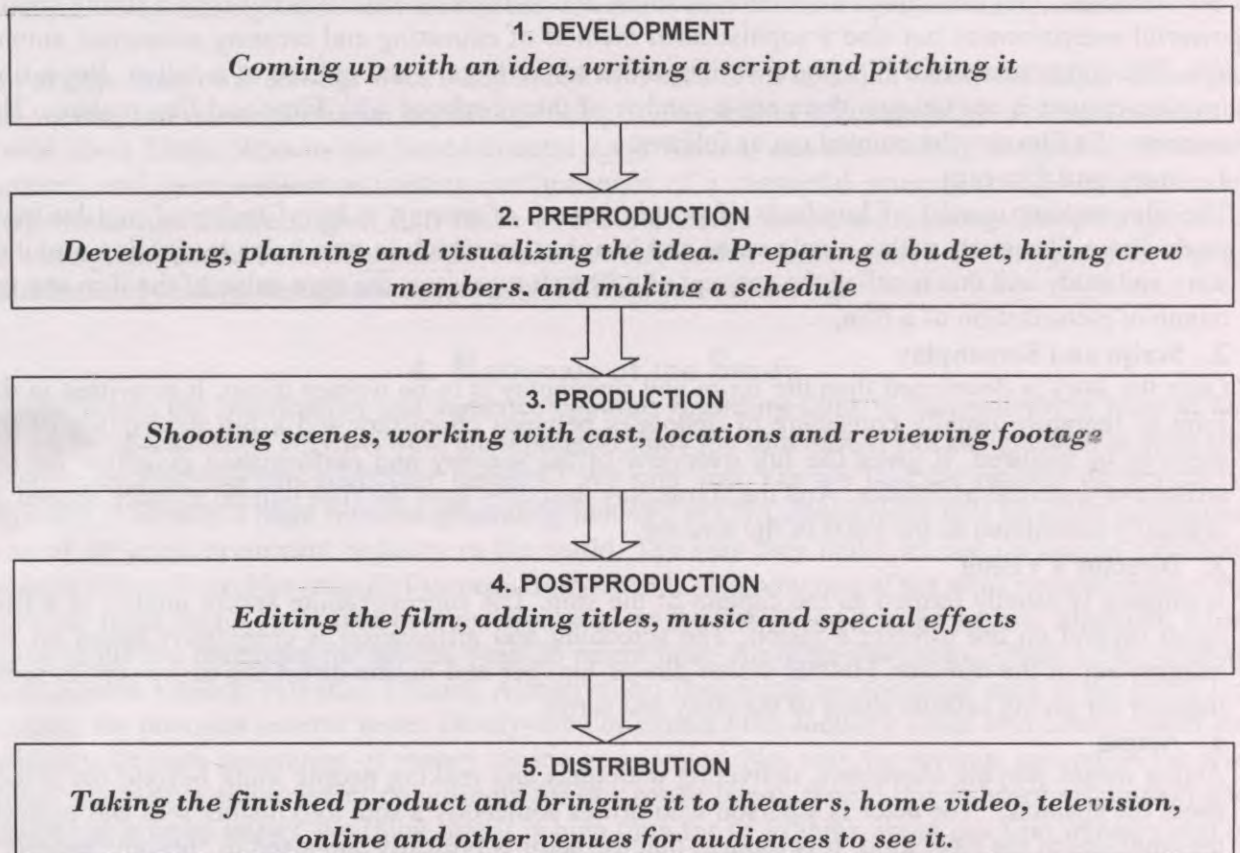 1. DEVELOPMENT
Coming up with an idea, writing a script and pitching it
2. PREPRODUCTION
Developing, planning and visualizing the idea. Preparing a budget, hiring crew
members. and making a schedule
3. PRODUCTION
Shooting scenes, working with cast, locations and reviewing footage
4. POSTPRODUCTION
Editing the film, adding titles, music and special effects
5. DISTRIBUTION
Taking the finished product and bringing it to theaters, home video, television,
online and other venues for audiences to see it.